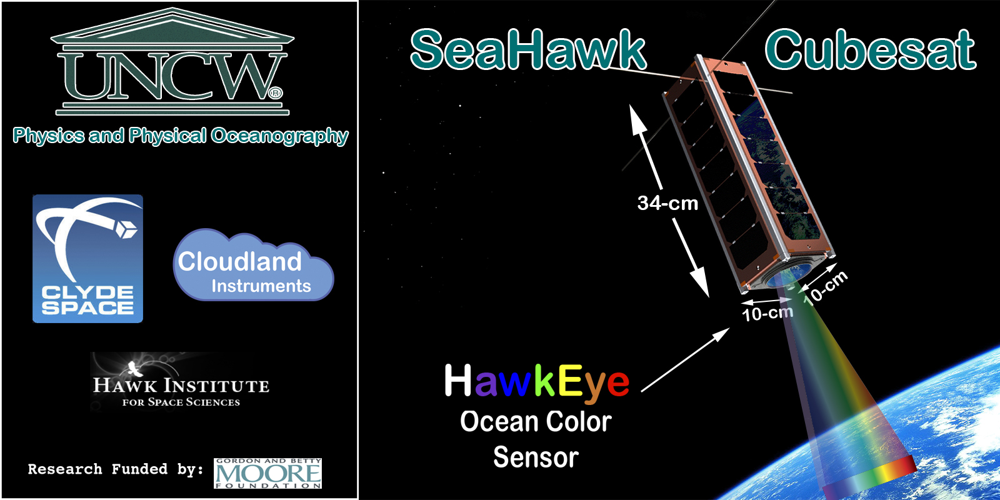 UNCW®
Physics and Physical Oceanography
CLYDE
SPACE
Cloudland
Instruments
HAWK INSTITUTE
FOR SPACE SCIENCES
Research Funded by:
GORDON AND BETTY
MOORE
FOUNDATION
SeaHawk Cubesat
34-cm
10-cm
10-cm
HawkEye
Ocean Color
Sensor